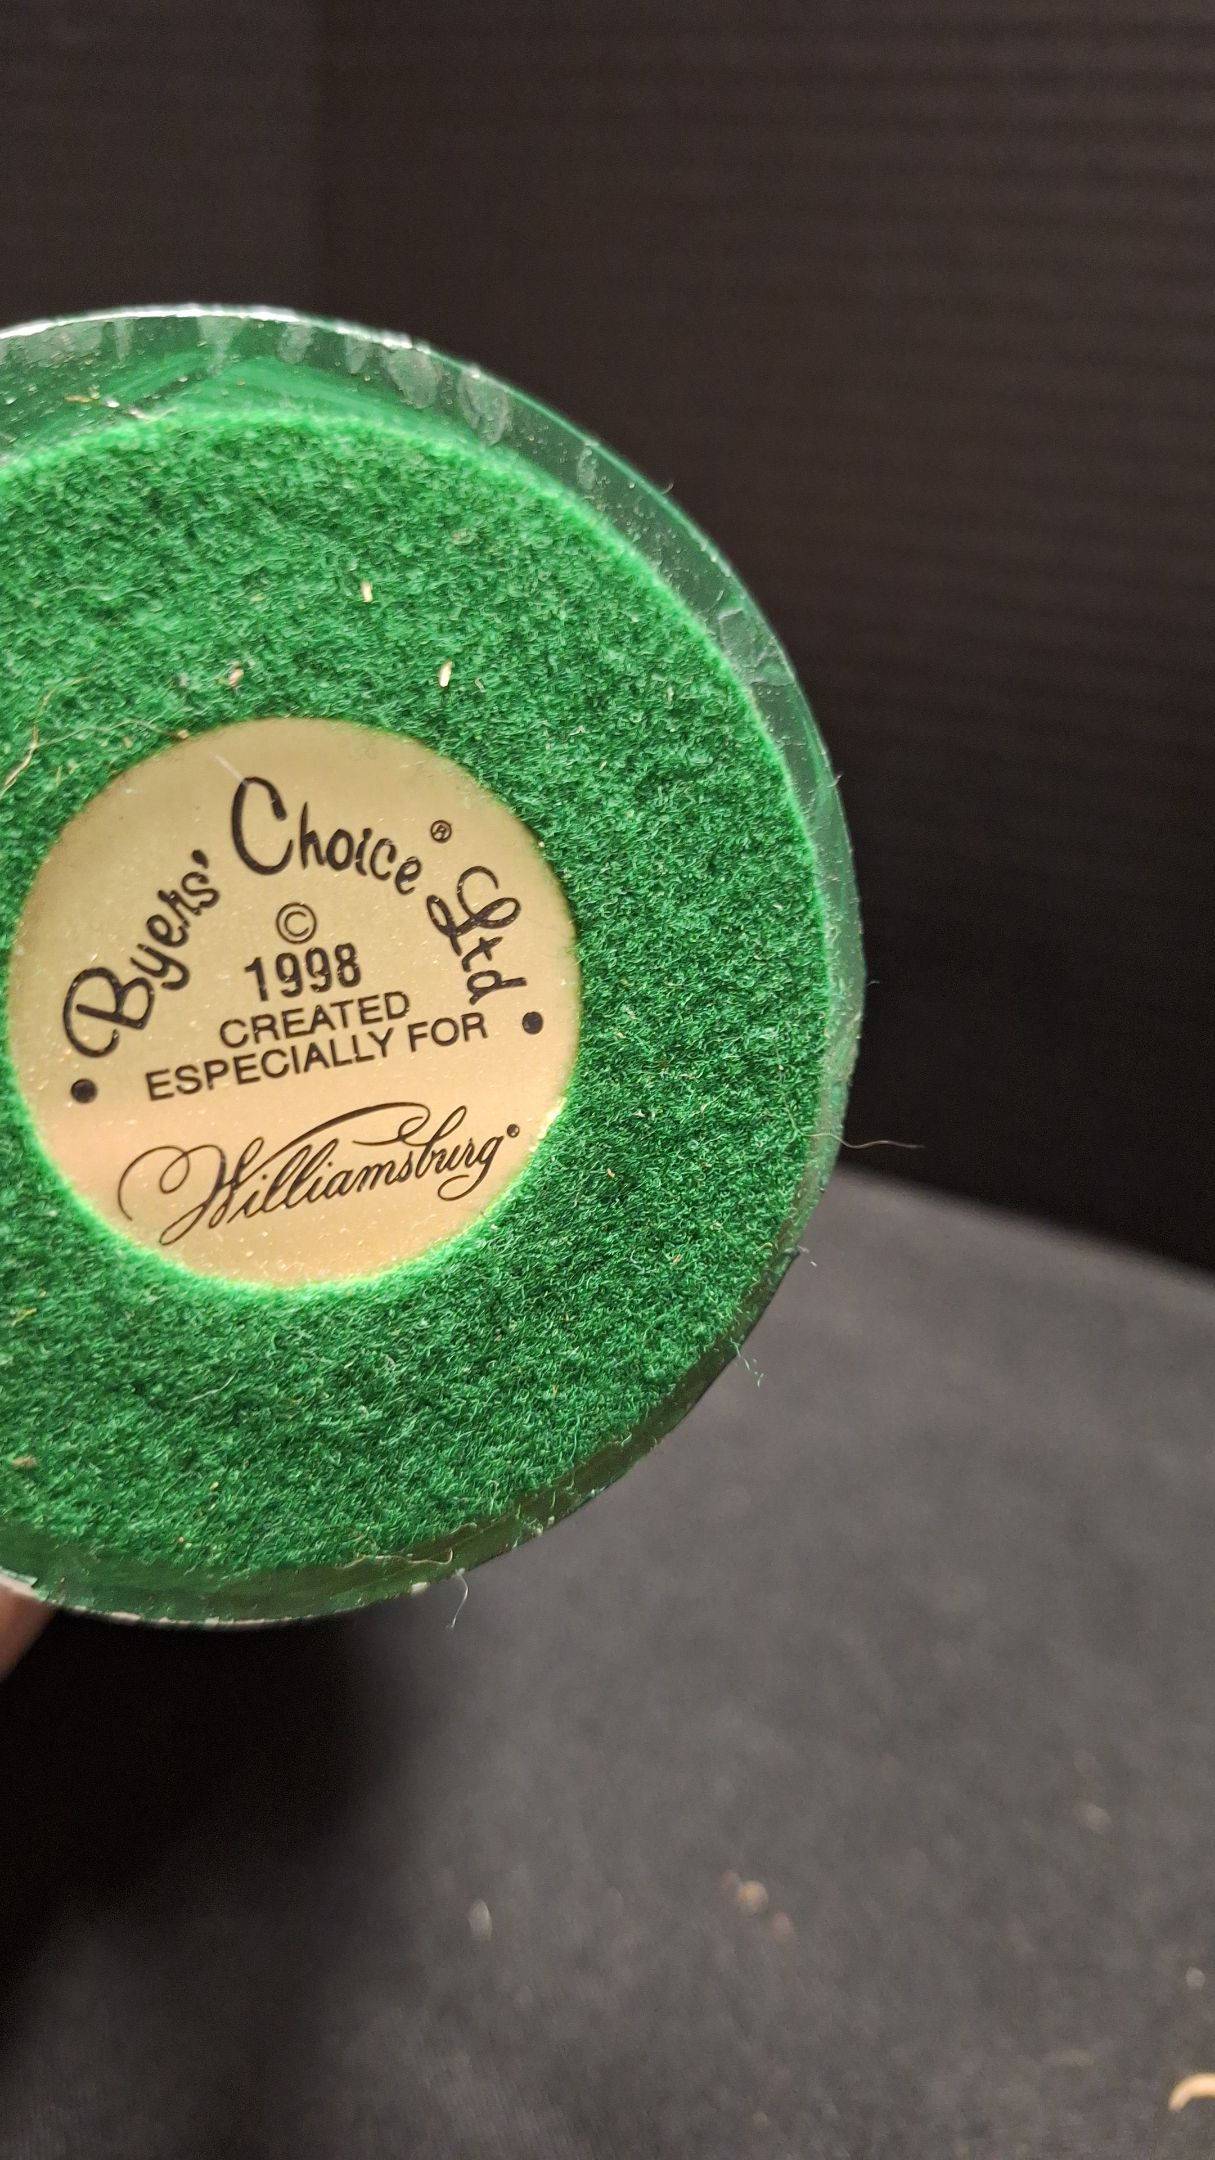 Byers' Choice® Ltd
©
1998
CREATED
ESPECIALLY FOR
Williamsburg®